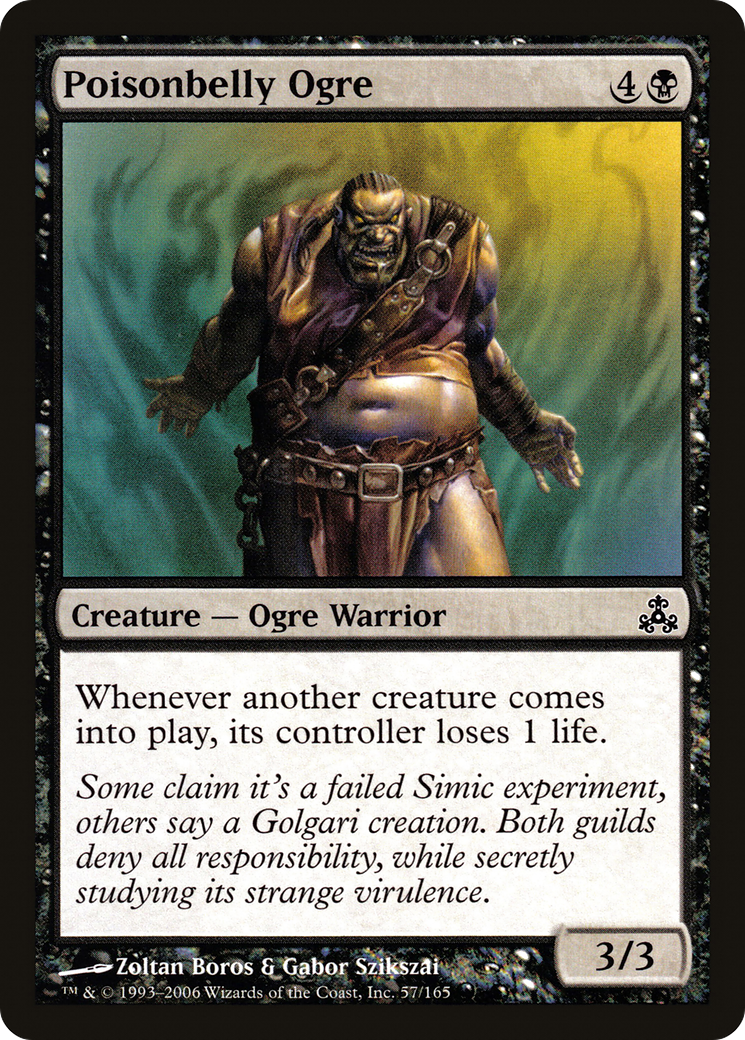 Poisonbelly Ogre 4
Creature — Ogre Warrior
Whenever another creature comes
into play, its controller loses 1 life.
Some claim it's a failed Simic experiment,
others say a Golgari creation. Both guilds
deny all responsibility, while secretly
studying its strange virulence.
3/3
Zoltan Boros & Gabor Szikszai
™ & © 1993–2006 Wizards of the Coast, Inc. 57/165